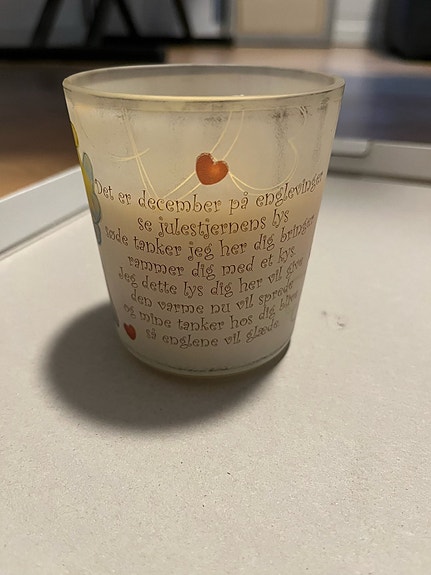 Det er december på englevinger
se julestjernens lys
søde tanker jeg her dig bringer
rammer dig med et kys.
Jeg dette lys dig her vil give
den varme nu vil sprede
og mine tanker hos dig blive
så englene vil glæde